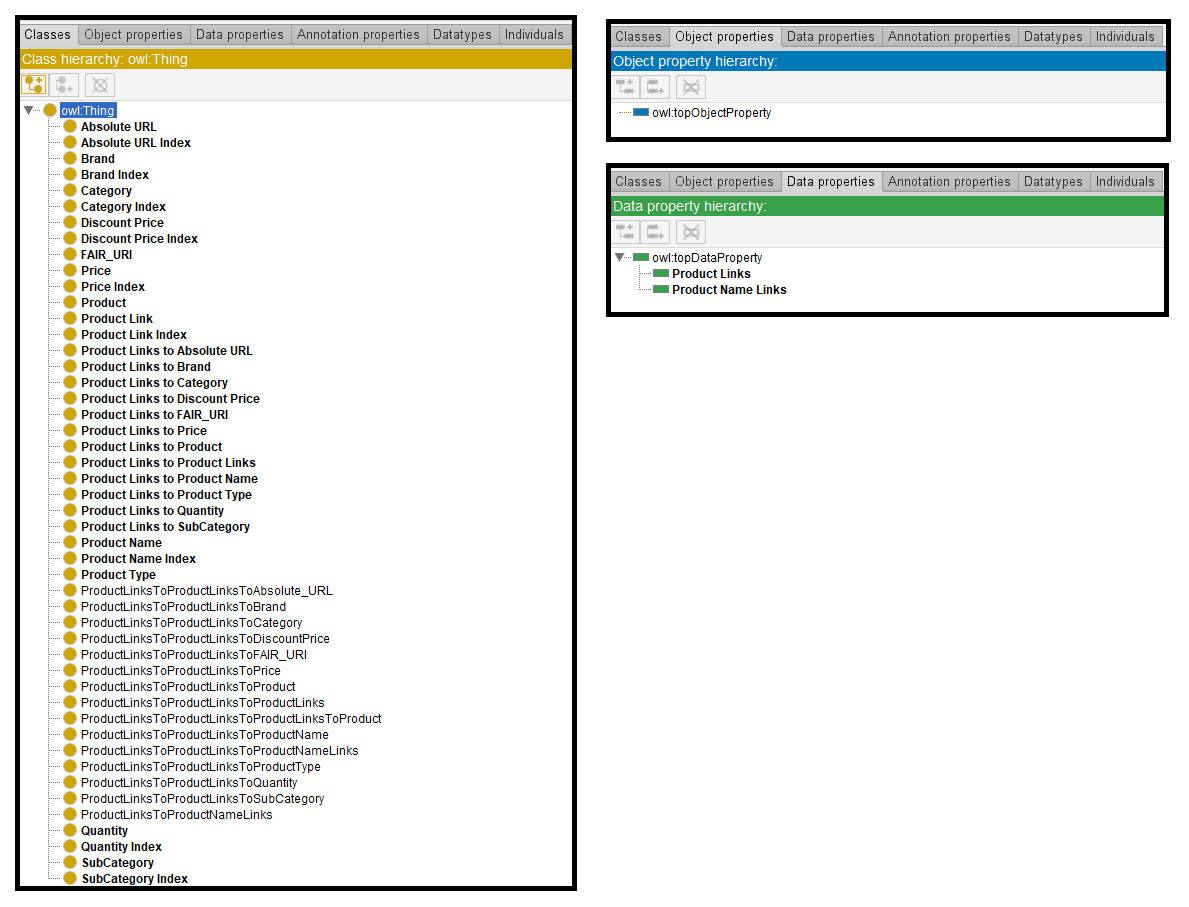 Classes Object properties Data properties Annotation properties Datatypes Individuals
Class hierarchy: owl:Thing
owl:Thing
Absolute URL
Absolute URL Index
Brand
Brand Index
Category
Category Index
Discount Price
Discount Price Index
FAIR_URI
Price
Price Index
Product
Product Link
Product Link Index
Product Links to Absolute URL
Product Links to Brand
Product Links to Category
Product Links to Discount Price
Product Links to FAIR_URI
Product Links to Price
Product Links to Product
Product Links to Product Links
Product Links to Product Name
Product Links to Product Type
Product Links to Quantity
Product Links to SubCategory
Product Name
Product Name Index
Product Type
ProductLinksToProductLinksToAbsolute_URL
ProductLinksToProductLinksToBrand
ProductLinksToProductLinksToCategory
ProductLinksToProductLinksToDiscountPrice
ProductLinksToProductLinksToFAIR_URI
ProductLinksToProductLinksToPrice
ProductLinksToProductLinksToProduct
ProductLinksToProductLinksToProductLinks
ProductLinksToProductLinksToProductLinksToProduct
ProductLinksToProductLinksToProductName
ProductLinksToProductLinksToProductNameLinks
ProductLinksToProductLinksToProductType
ProductLinksToProductLinksToQuantity
ProductLinksToProductLinksToSubCategory
ProductLinksToProductNameLinks
Quantity
Quantity Index
SubCategory
SubCategory Index
Classes Object properties Data properties Annotation properties Datatypes Individuals
Object property hierarchy:
owl:topObjectProperty
Classes Object properties Data properties Annotation properties Datatypes Individuals
Data property hierarchy:
owl:topDataProperty
Product Links
Product Name Links